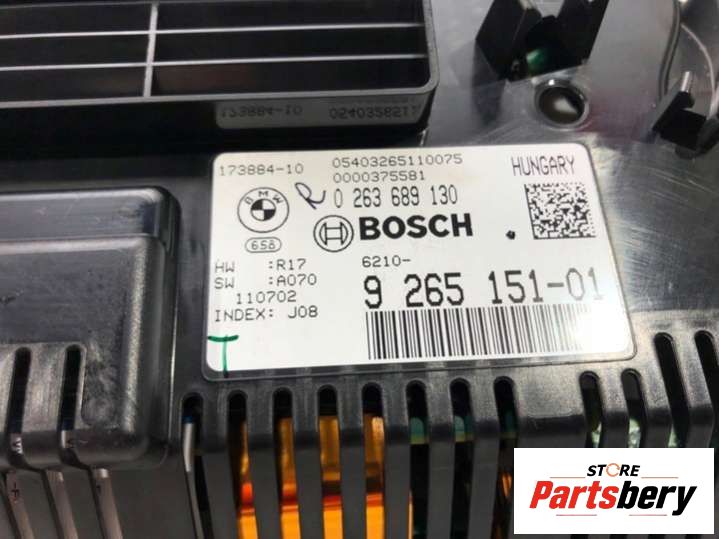 173884-10
0240358217
173884-10 05403265110075 HUNGARY
0000375581
BMW
R 0 263 689 130
BOSCH
658
6210-
HW :R17
SW :A070
9 265 151-01
110702
INDEX: J08
T
STORE
Partsbery